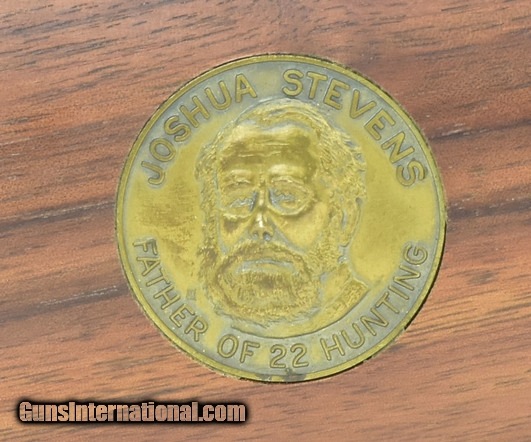 JOSHUA STEVENS
FATHER OF 22 HUNTING
GunsInternational.com